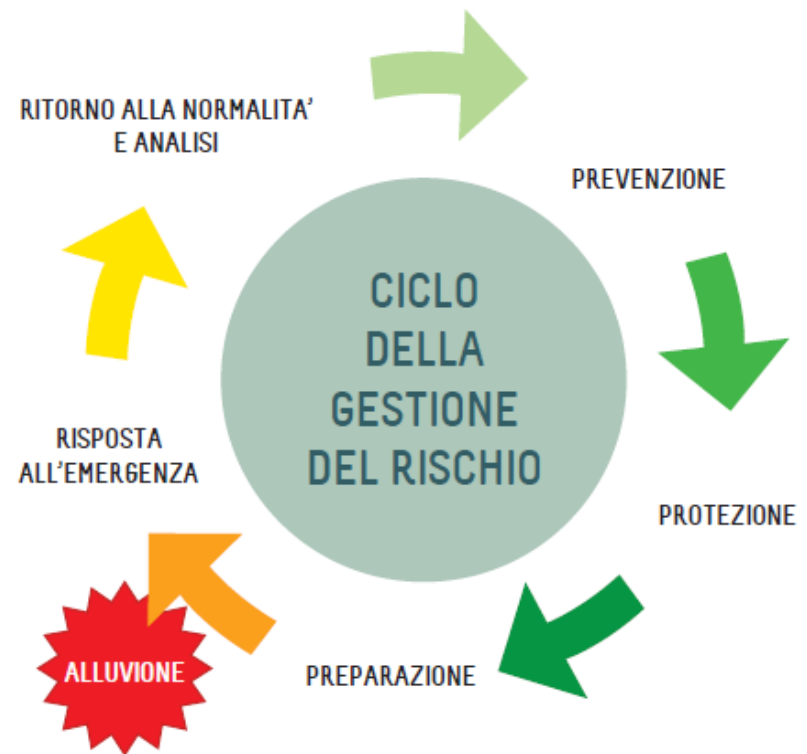 RITORNO ALLA NORMALITA'
E ANALISI
PREVENZIONE
CICLO
DELLA
GESTIONE
DEL RISCHIO
RISPOSTA
ALL'EMERGENZA
PROTEZIONE
ALLUVIONE
PREPARAZIONE